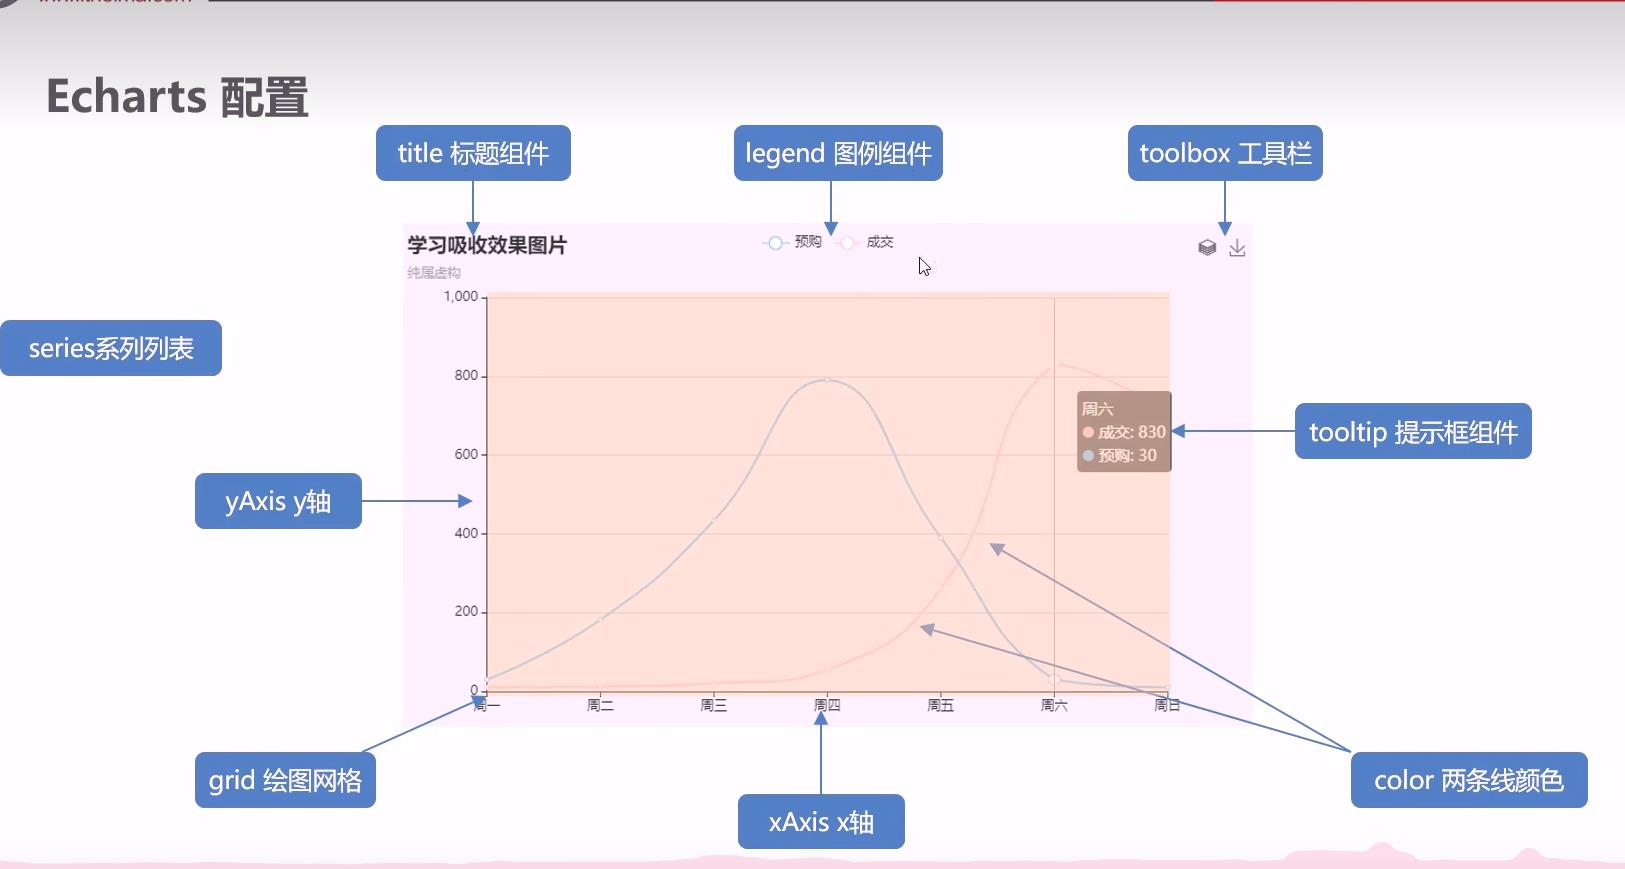 Echarts 配置
title 标题组件
legend 图例组件
toolbox 工具栏
学习吸收效果图片
预购
成交
纯属虚构
1,000
800
600
400
200
0
series系列列表
周六
成交: 830
预购: 30
tooltip 提示框组件
yAxis y轴
周一
周二
周三
周四
周五
周六
周日
grid 绘图网格
color 两条线颜色
xAxis x轴